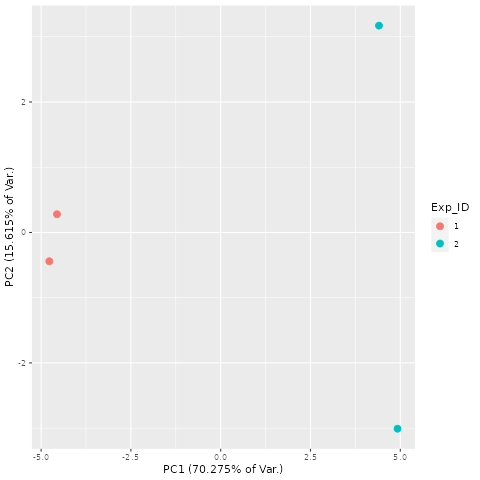 2
0
-2
-5.0 -2.5 0.0 2.5 5.0
PC1 (70.275% of Var.)
PC2 (15.615% of Var.)
Exp_ID
1
2